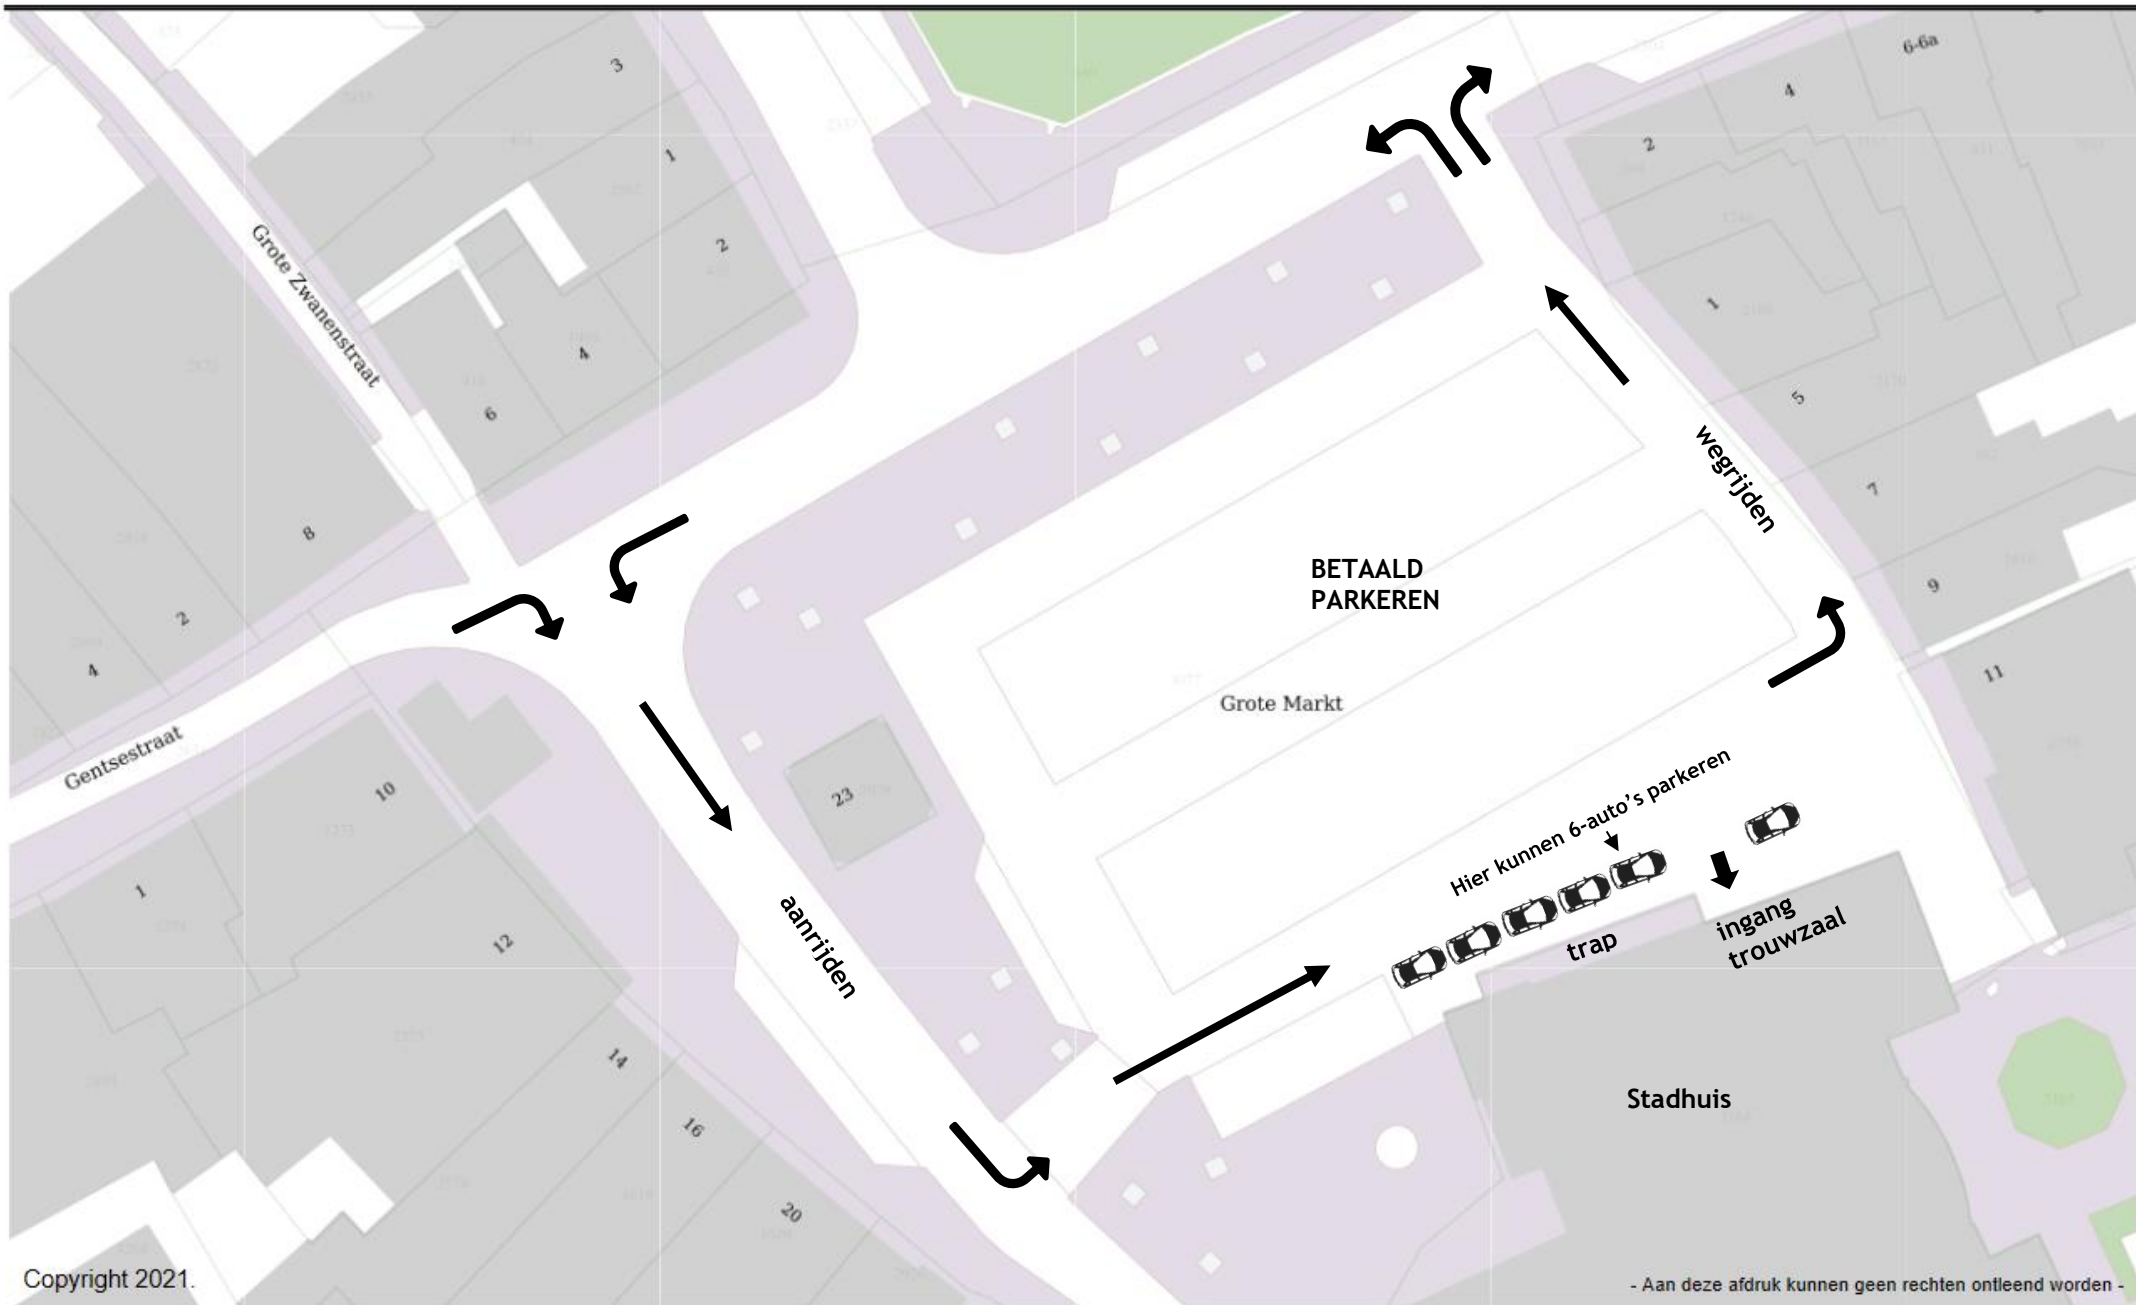 6-6a
3
4
1
2
Grote Zwanenstraat
2
1
4
5
6
wegrijden
7
8
BETAALD
PARKEREN
9
2
4
11
Grote Markt
Gentsestraat
10
23
Hier kunnen 6-auto's parkeren
1
12
aanrijden
trap
ingang
trouwzaal
14
Stadhuis
16
20
Copyright 2021.
- Aan deze afdruk kunnen geen rechten ontleend worden -